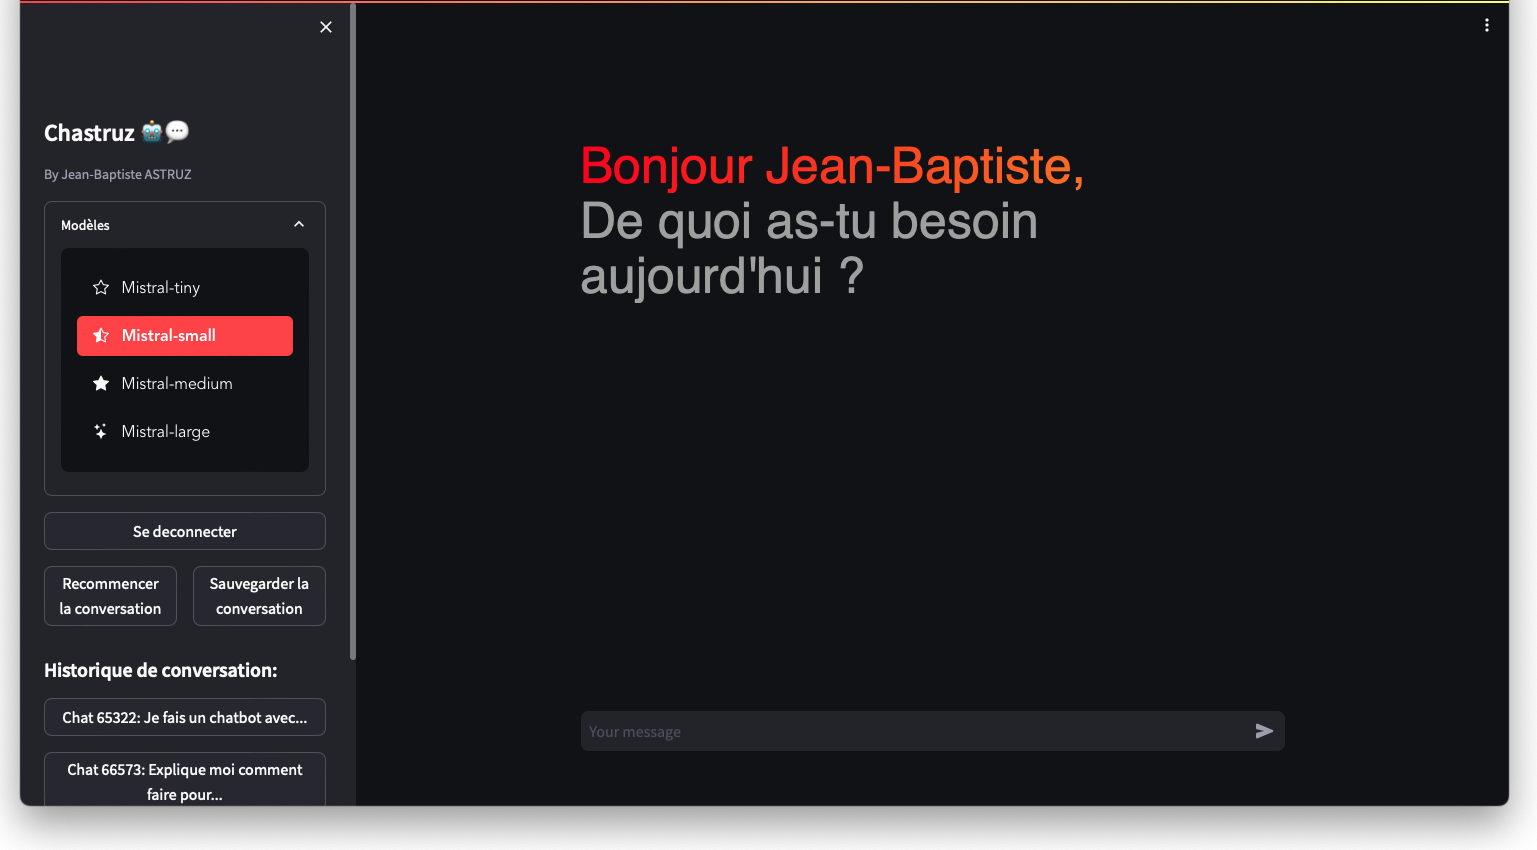 Chastruz 🤖💬
By Jean-Baptiste ASTRUZ
Modèles
Mistral-tiny
Mistral-small
Mistral-medium
Mistral-large
Se deconnecter
Recommencer
la conversation
Sauvegarder la
conversation
Historique de conversation:
Chat 65322: Je fais un chatbot avec...
Chat 66573: Explique moi comment
faire pour...
Bonjour Jean-Baptiste,
De quoi as-tu besoin
aujourd'hui ?
Your message